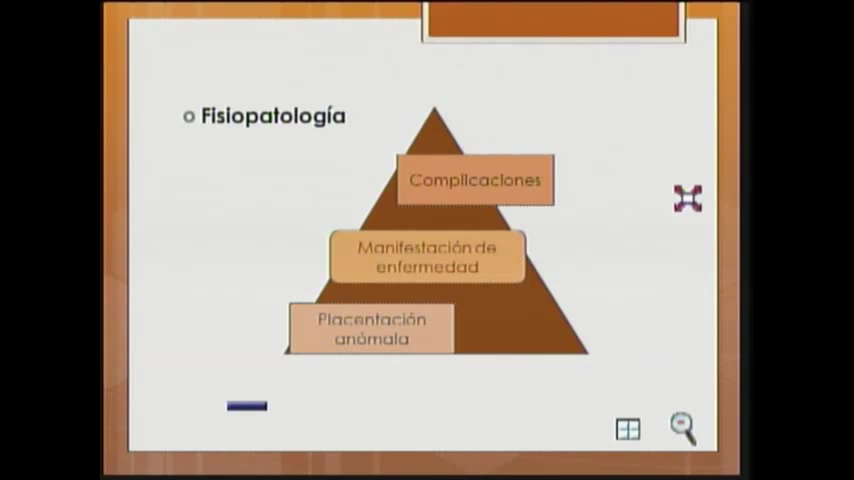 Fisiopatología
Complicaciones
Manifestación de
enfermedad
Placentación
anómala